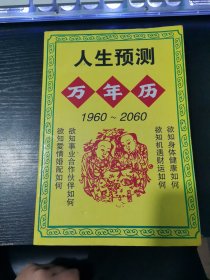 人生预测
万年历
1960～2060
欲知身体健康如何
欲知机遇财运如何
欲知事业合作伙伴如何
欲知爱情婚配如何